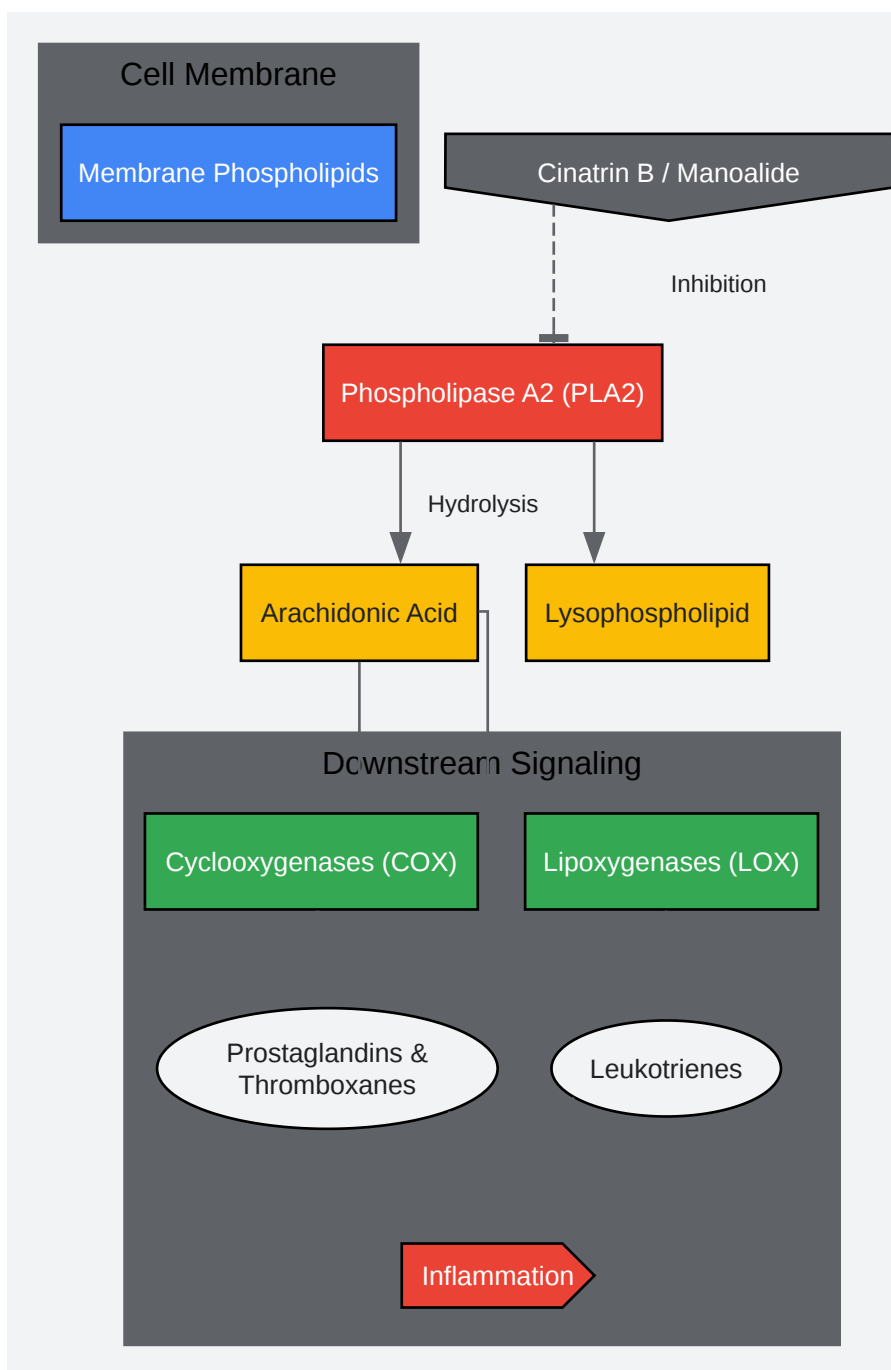 Cell Membrane
Membrane Phospholipids
Cinatrin B / Manoalide
Inhibition
Phospholipase A2 (PLA2)
Hydrolysis
Arachidonic Acid
Lysophospholipid
Downstream Signaling
Cyclooxygenases (COX)
Lipoxygenases (LOX)
Prostaglandins &
Thromboxanes
Leukotrienes
Inflammation